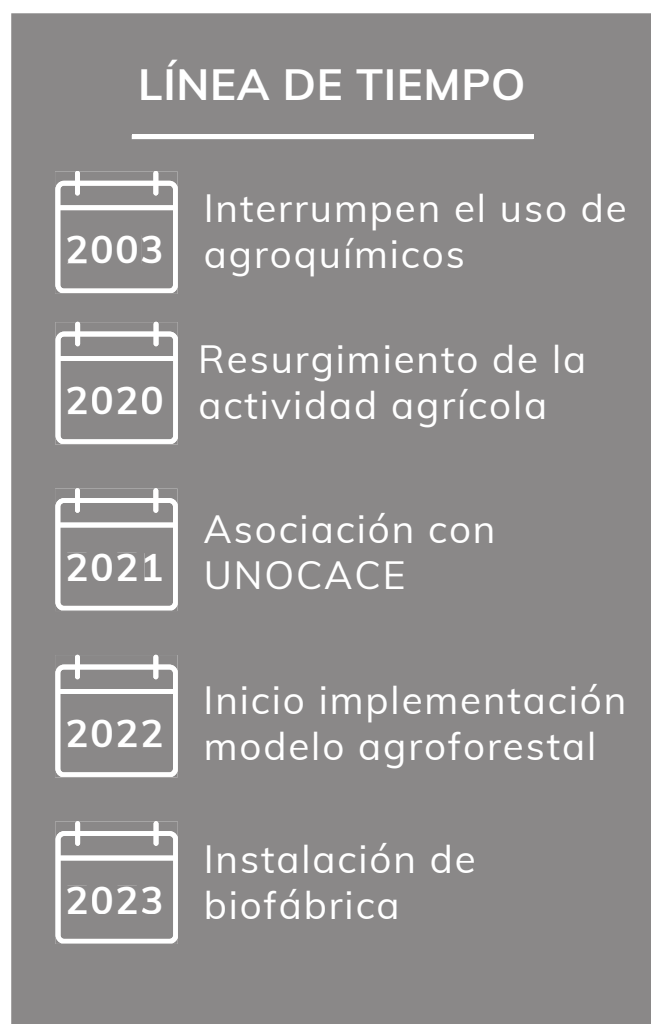 LÍNEA DE TIEMPO
2003
Interrumpen el uso de
agroquímicos
2020
Resurgimiento de la
actividad agrícola
2021
Asociación con
UNOCACE
2022
Inicio implementación
modelo agroforestal
2023
Instalación de
biofábrica